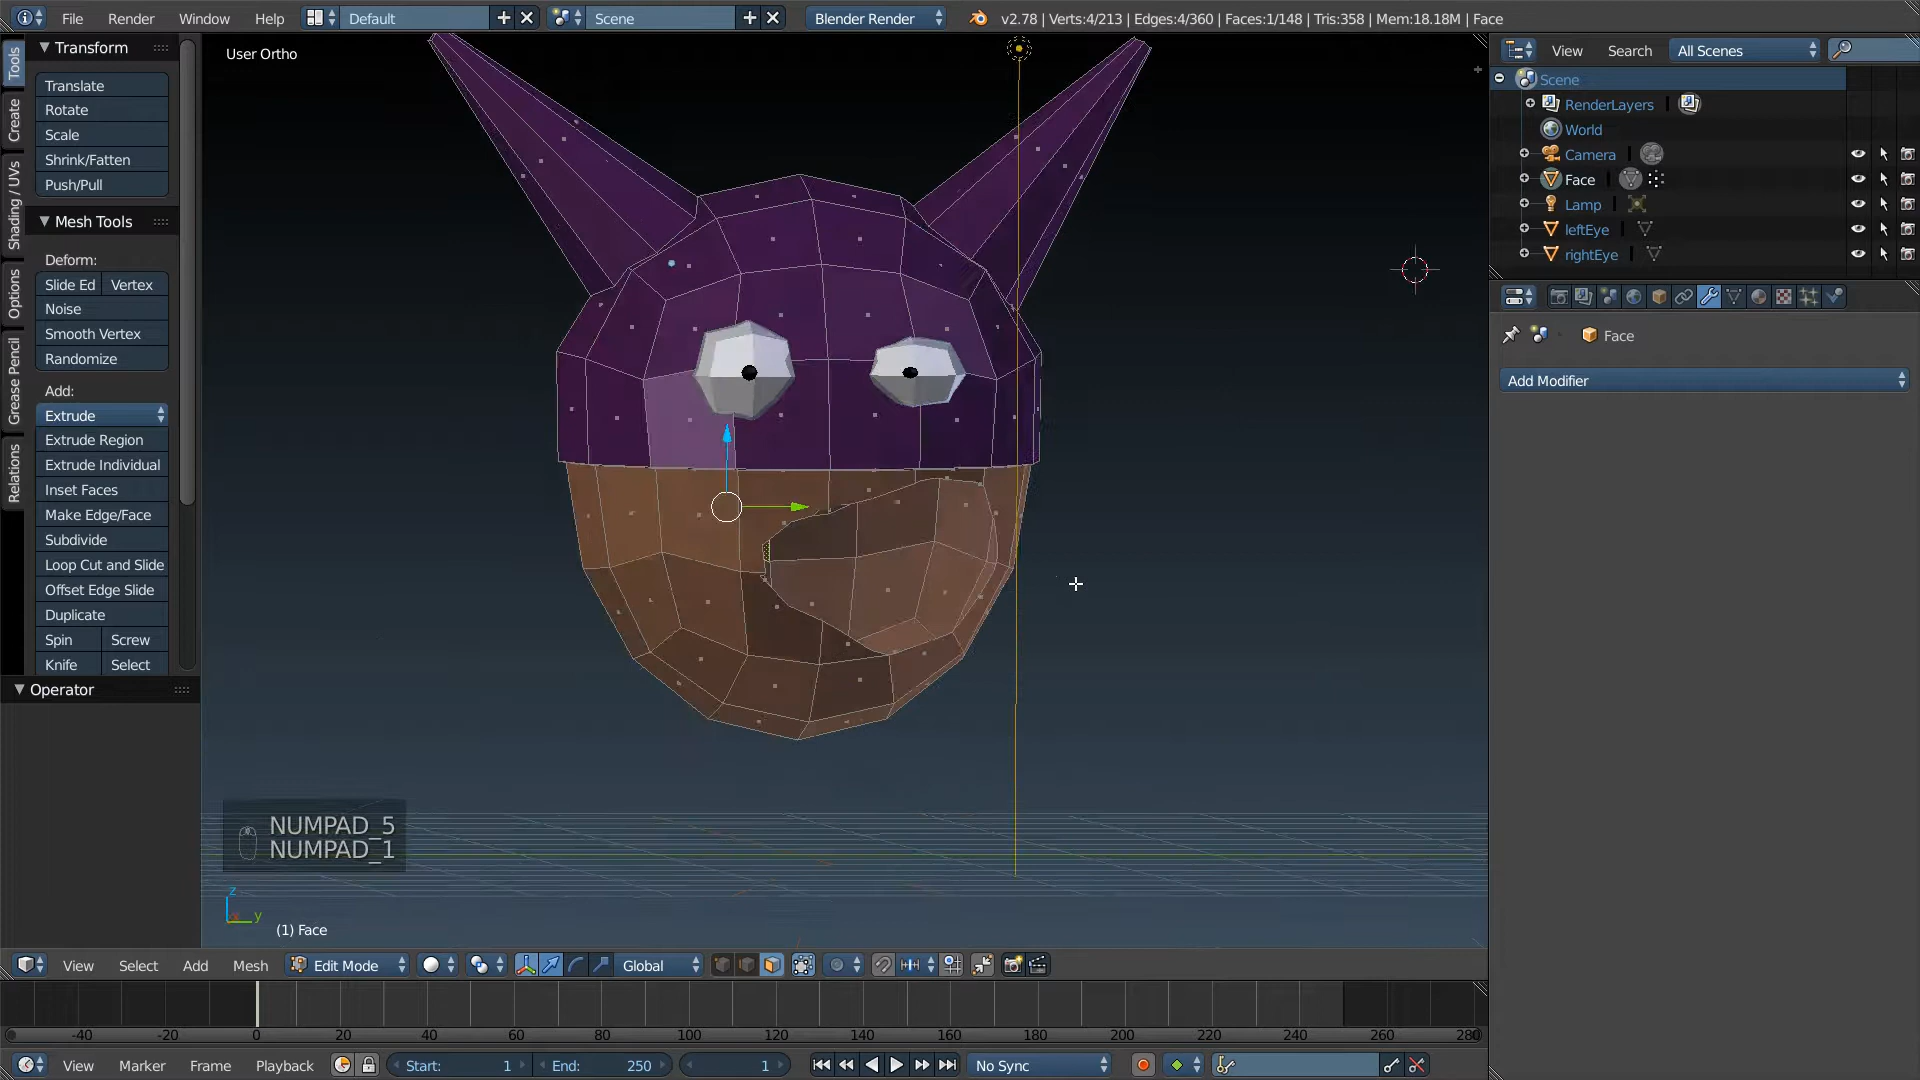 File Render Window Help Default Scene Blender Render v2.78 | Verts:4/213 | Edges:4/360 | Faces:1/148 | Tris:358 | Mem:18.18M | Face
Tools
Create
Shading / UVs
Options
Grease Pencil
Relations
Transform
Translate
Rotate
Scale
Shrink/Fatten
Push/Pull
Mesh Tools
Deform:
Slide Ed Vertex
Noise
Smooth Vertex
Randomize
Add:
Extrude
Extrude Region
Extrude Individual
Inset Faces
Make Edge/Face
Subdivide
Loop Cut and Slide
Offset Edge Slide
Duplicate
Spin Screw
Knife Select
Operator
User Ortho
NUMPAD_5
NUMPAD_1
z
x y
(1) Face
View Search All Scenes
Scene
RenderLayers
World
Camera
Face
Lamp
leftEye
rightEye
Face
Add Modifier
View Select Add Mesh Edit Mode Global
-40 -20 0 20 40 60 80 100 120 140 160 180 200 220 240 260 280
View Marker Frame Playback Start: 1 End: 250 1 No Sync